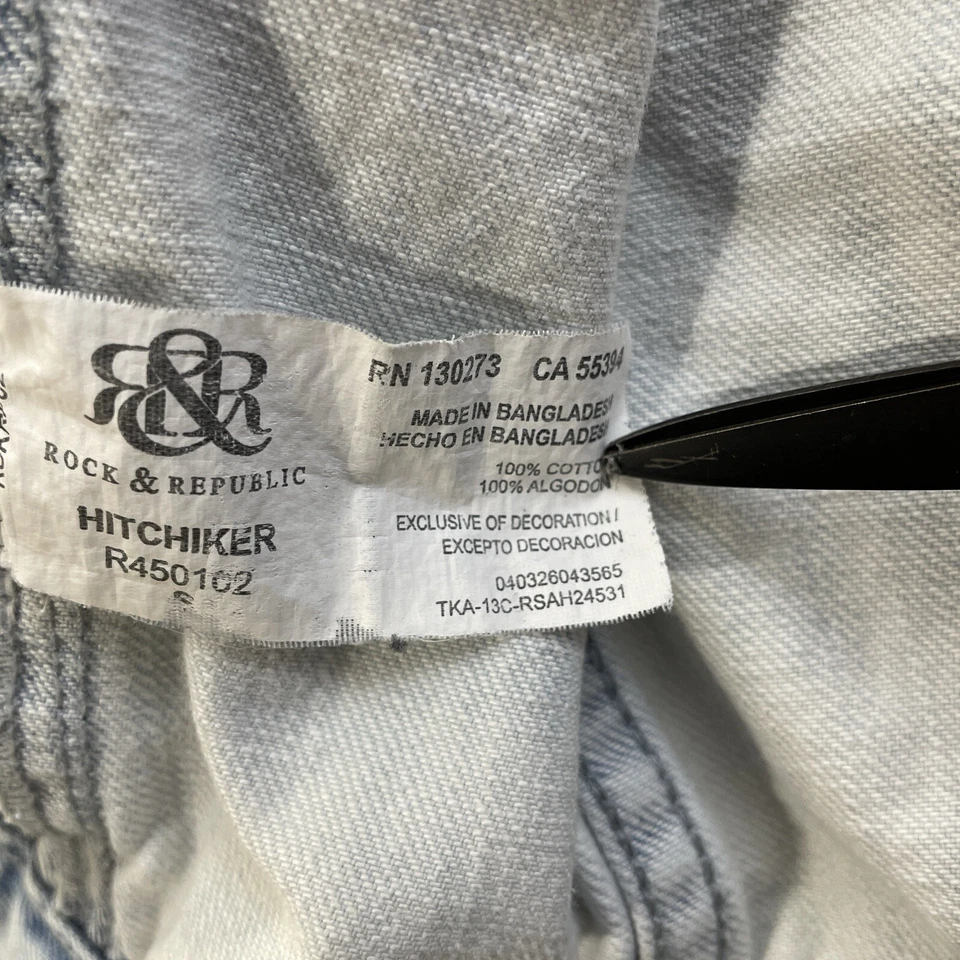 R&R
ROCK & REPUBLIC
HITCHIKER
R450102
S
RN 130273 CA 55394
MADE IN BANGLADESH
HECHO EN BANGLADESH
100% COTTON
100% ALGODON
EXCLUSIVE OF DECORATION /
EXCEPTO DECORACION
040326043565
TKA-13C-RSAH24531